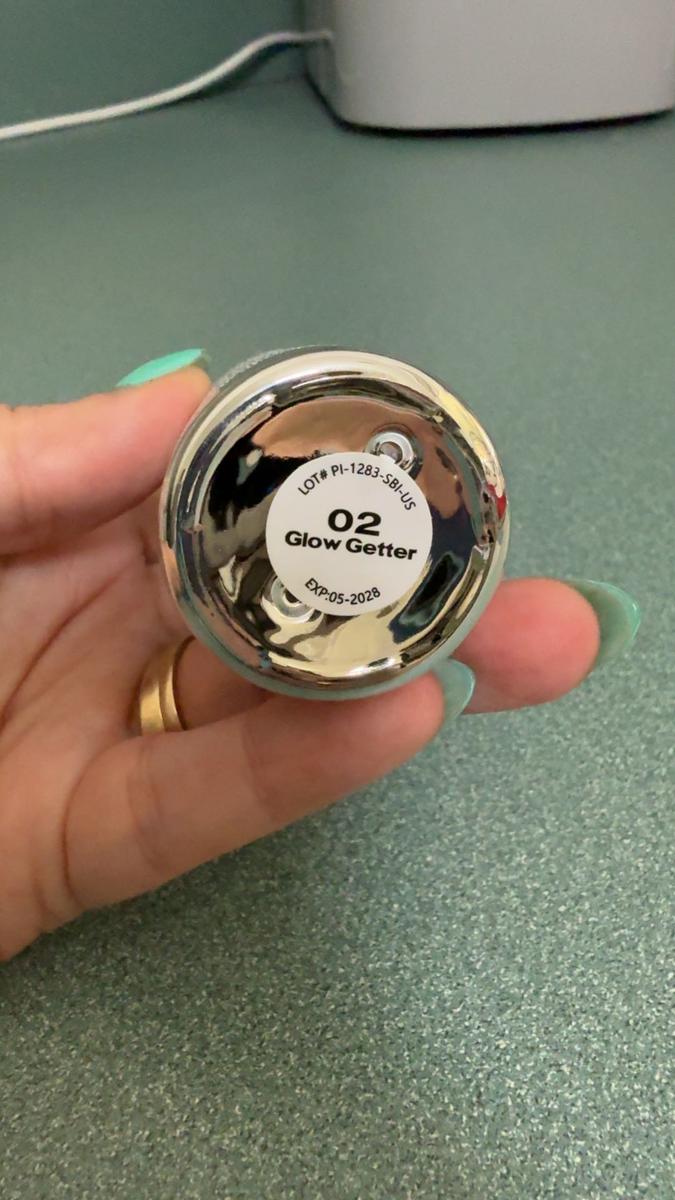 LOT# PI-1283-SBI-US
02
Glow Getter
EXP:05-2028